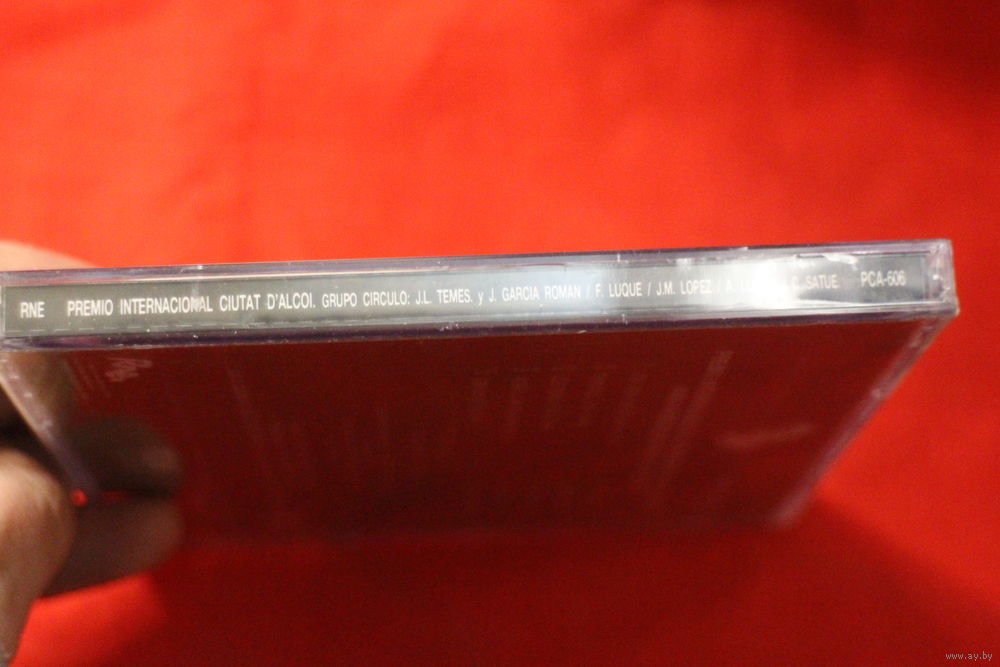 RNE PREMIO INTERNACIONAL CIUTAT D'ALCOI. GRUPO CIRCULO: J.L. TEMES. y J. GARCIA ROMAN / F. LUQUE / J.M. LOPEZ / A. SATUE PCA-606
www.ay.by